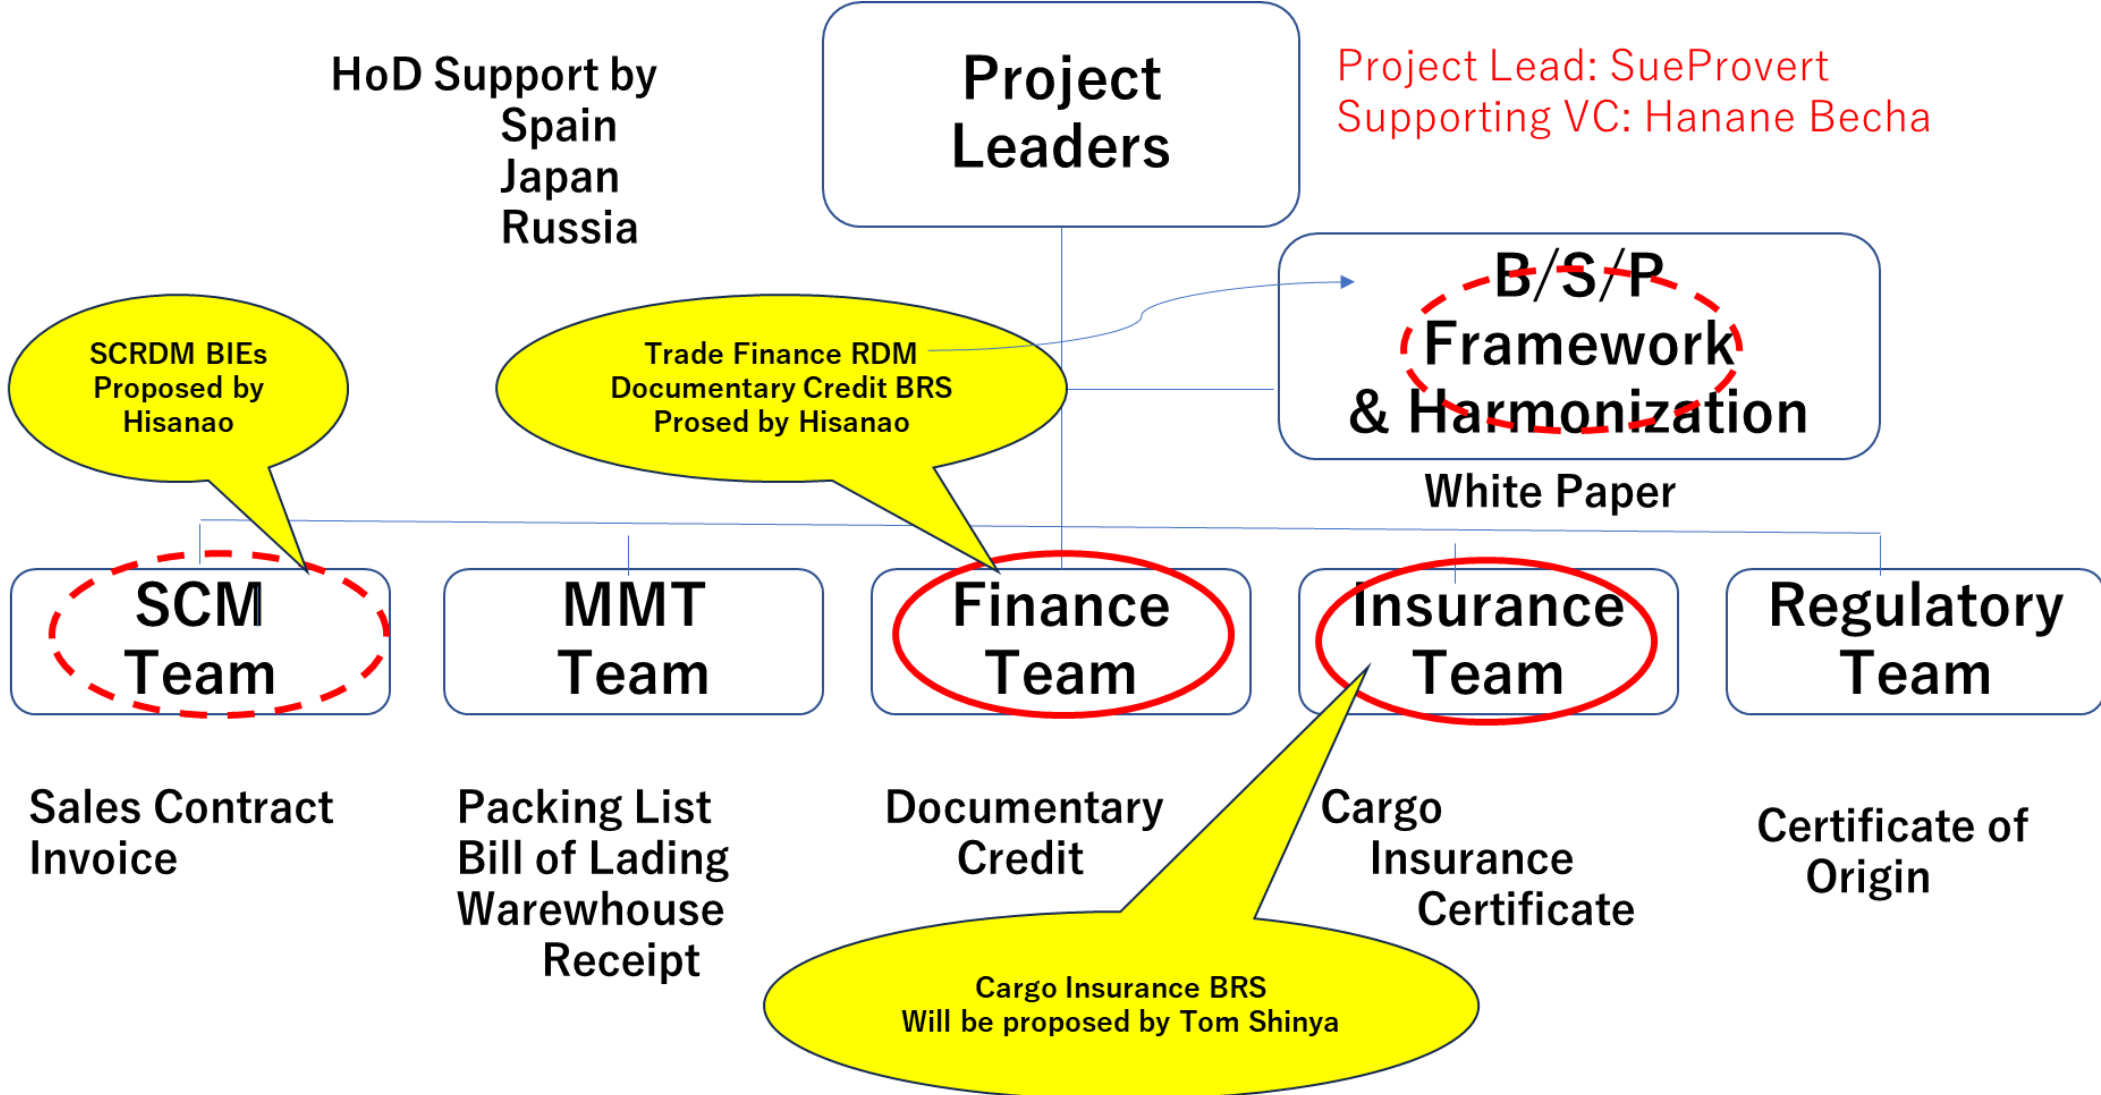 HoD Support by
Spain
Japan
Russia
Project
Leaders
Project Lead: SueProvert
Supporting VC: Hanane Becha
B/S/P
Framework
& Harmonization
White Paper
SCRDM BIEs
Proposed by
Hisanao
Trade Finance RDM
Documentary Credit BRS
Prosed by Hisanao
SCM
Team
MMT
Team
Finance
Team
Insurance
Team
Regulatory
Team
Sales Contract
Invoice
Packing List
Bill of Lading
Warewhouse
Receipt
Documentary
Credit
Cargo
Insurance
Certificate
Certificate of
Origin
Cargo Insurance BRS
Will be proposed by Tom Shinya